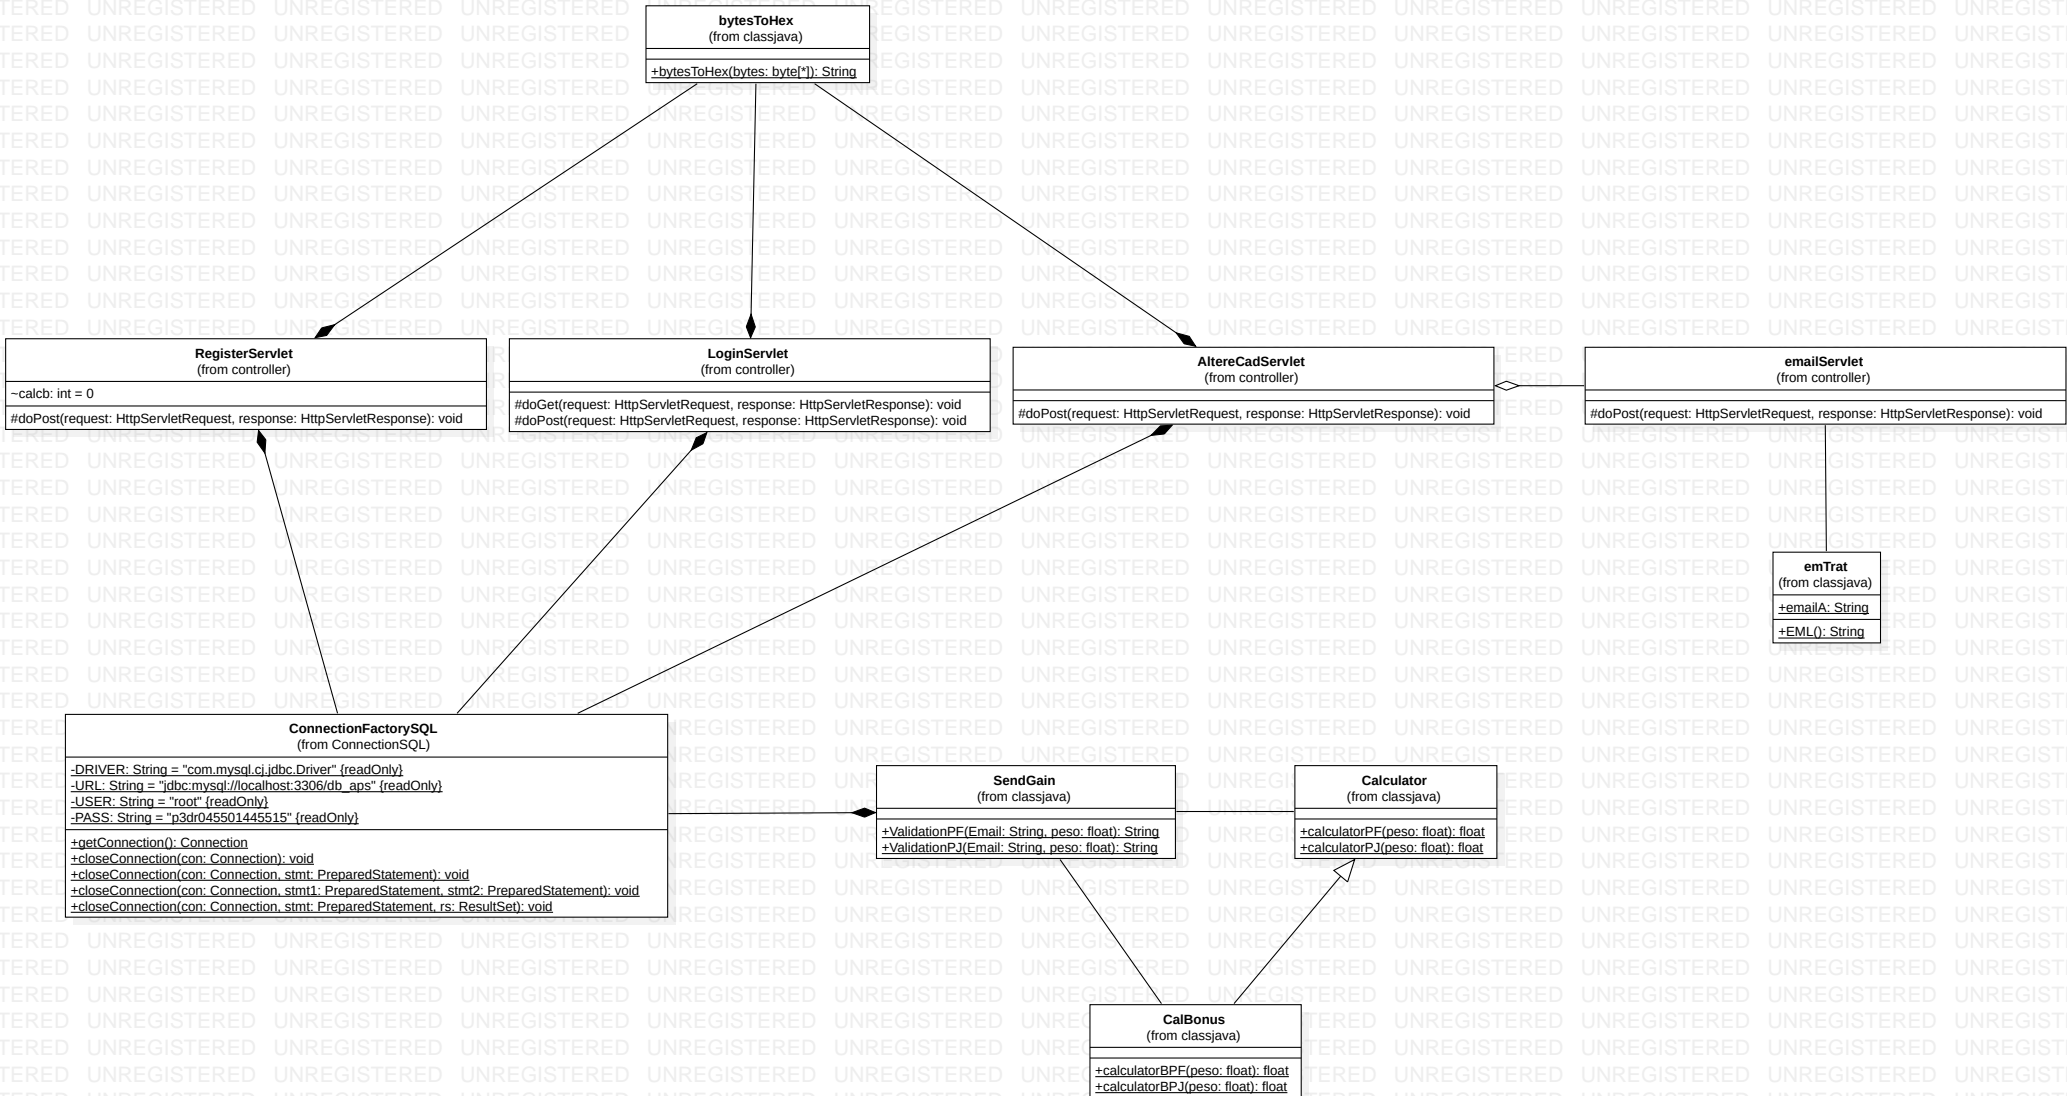 bytesToHex
(from classjava)
+bytesToHex(bytes: byte[*]): String
RegisterServlet
(from controller)
~calcb: int = 0
#doPost(request: HttpServletRequest, response: HttpServletResponse): void
LoginServlet
(from controller)
#doGet(request: HttpServletRequest, response: HttpServletResponse): void
#doPost(request: HttpServletRequest, response: HttpServletResponse): void
AltereCadServlet
(from controller)
#doPost(request: HttpServletRequest, response: HttpServletResponse): void
emailServlet
(from controller)
#doPost(request: HttpServletRequest, response: HttpServletResponse): void
emTrat
(from classjava)
+emailA: String
+EML(): String
ConnectionFactorySQL
(from ConnectionSQL)
-DRIVER: String = "com.mysql.cj.jdbc.Driver" {readOnly}
-URL: String = "jdbc:mysql://localhost:3306/db_aps" {readOnly}
-USER: String = "root" {readOnly}
-PASS: String = "p3dr045501445515" {readOnly}
+getConnection(): Connection
+closeConnection(con: Connection): void
+closeConnection(con: Connection, stmt: PreparedStatement): void
+closeConnection(con: Connection, stmt1: PreparedStatement, stmt2: PreparedStatement): void
+closeConnection(con: Connection, stmt: PreparedStatement, rs: ResultSet): void
SendGain
(from classjava)
+ValidationPF(Email: String, peso: float): String
+ValidationPJ(Email: String, peso: float): String
Calculator
(from classjava)
+calculatorPF(peso: float): float
+calculatorPJ(peso: float): float
CalBonus
(from classjava)
+calculatorBPF(peso: float): float
+calculatorBPJ(peso: float): float
UNREGISTERED